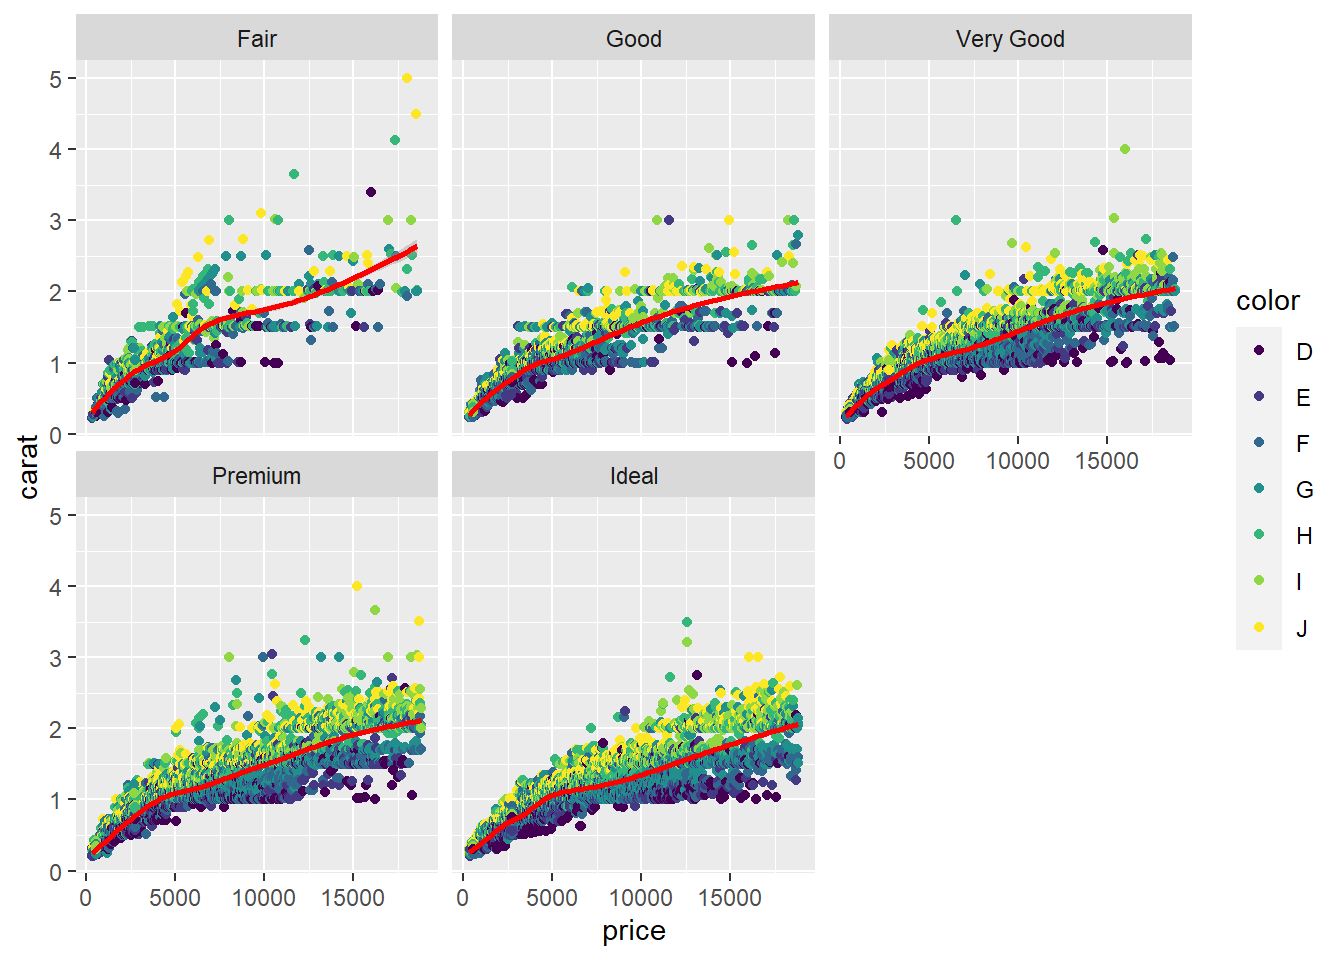 Fair Good Very Good
5
4
3
2
1
0
0 5000 10000 15000
carat
Premium Ideal
5
4
3
2
1
0
0 5000 10000 15000 0 5000 10000 15000
price
color
D
E
F
G
H
I
J